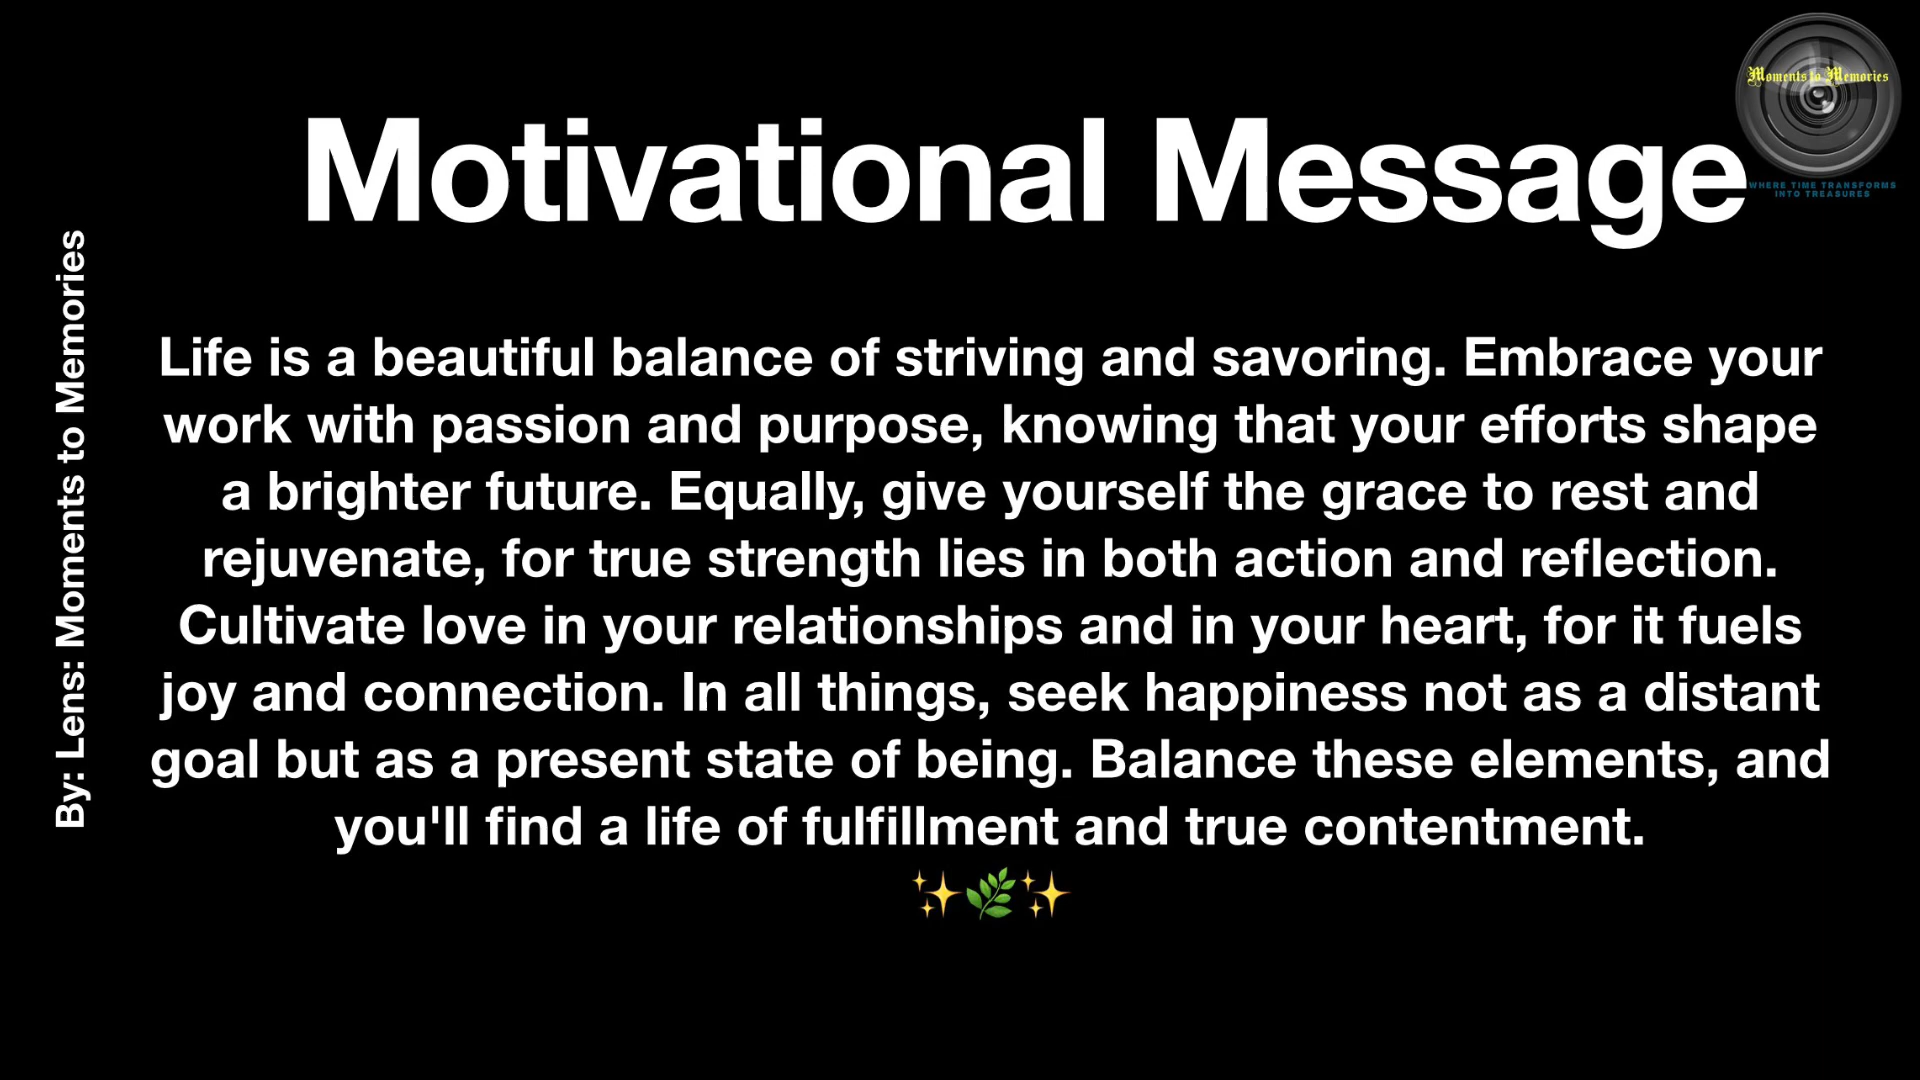 Moments to Memories
WHERE TIME TRANSFORMS
INTO TREASURES
Motivational Message
By: Lens: Moments to Memories
Life is a beautiful balance of striving and savoring. Embrace your
work with passion and purpose, knowing that your efforts shape
a brighter future. Equally, give yourself the grace to rest and
rejuvenate, for true strength lies in both action and reflection.
Cultivate love in your relationships and in your heart, for it fuels
joy and connection. In all things, seek happiness not as a distant
goal but as a present state of being. Balance these elements, and
you'll find a life of fulfillment and true contentment.
✨🌿✨